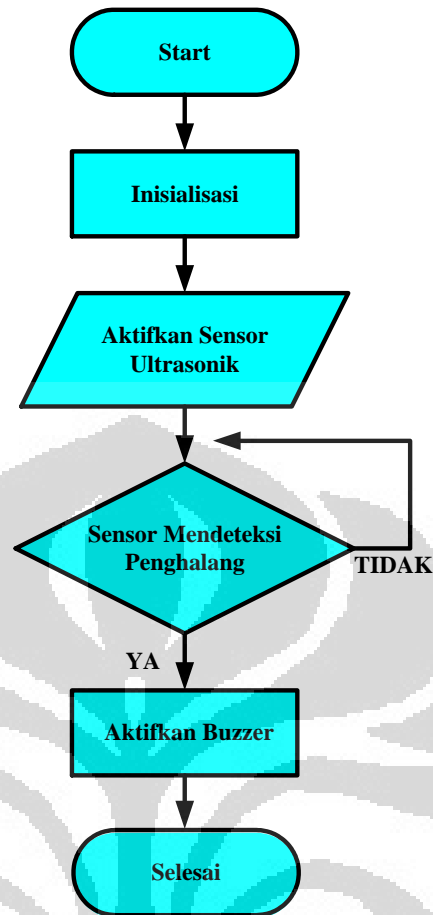 Start
Inisialisasi
Aktifkan Sensor
Ultrasonik
Sensor Mendeteksi
Penghalang
TIDAK
YA
Aktifkan Buzzer
Selesai